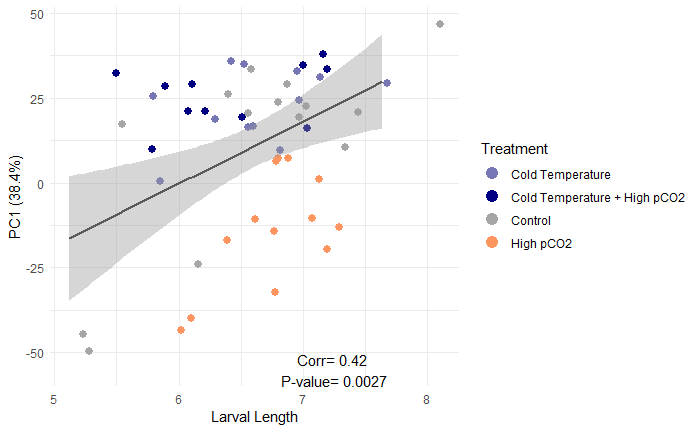 50
25
0
-25
-50
PC1 (38.4%)
Corr= 0.42
P-value= 0.0027
5
6
7
8
Larval Length
Treatment
Cold Temperature
Cold Temperature + High pCO2
Control
High pCO2